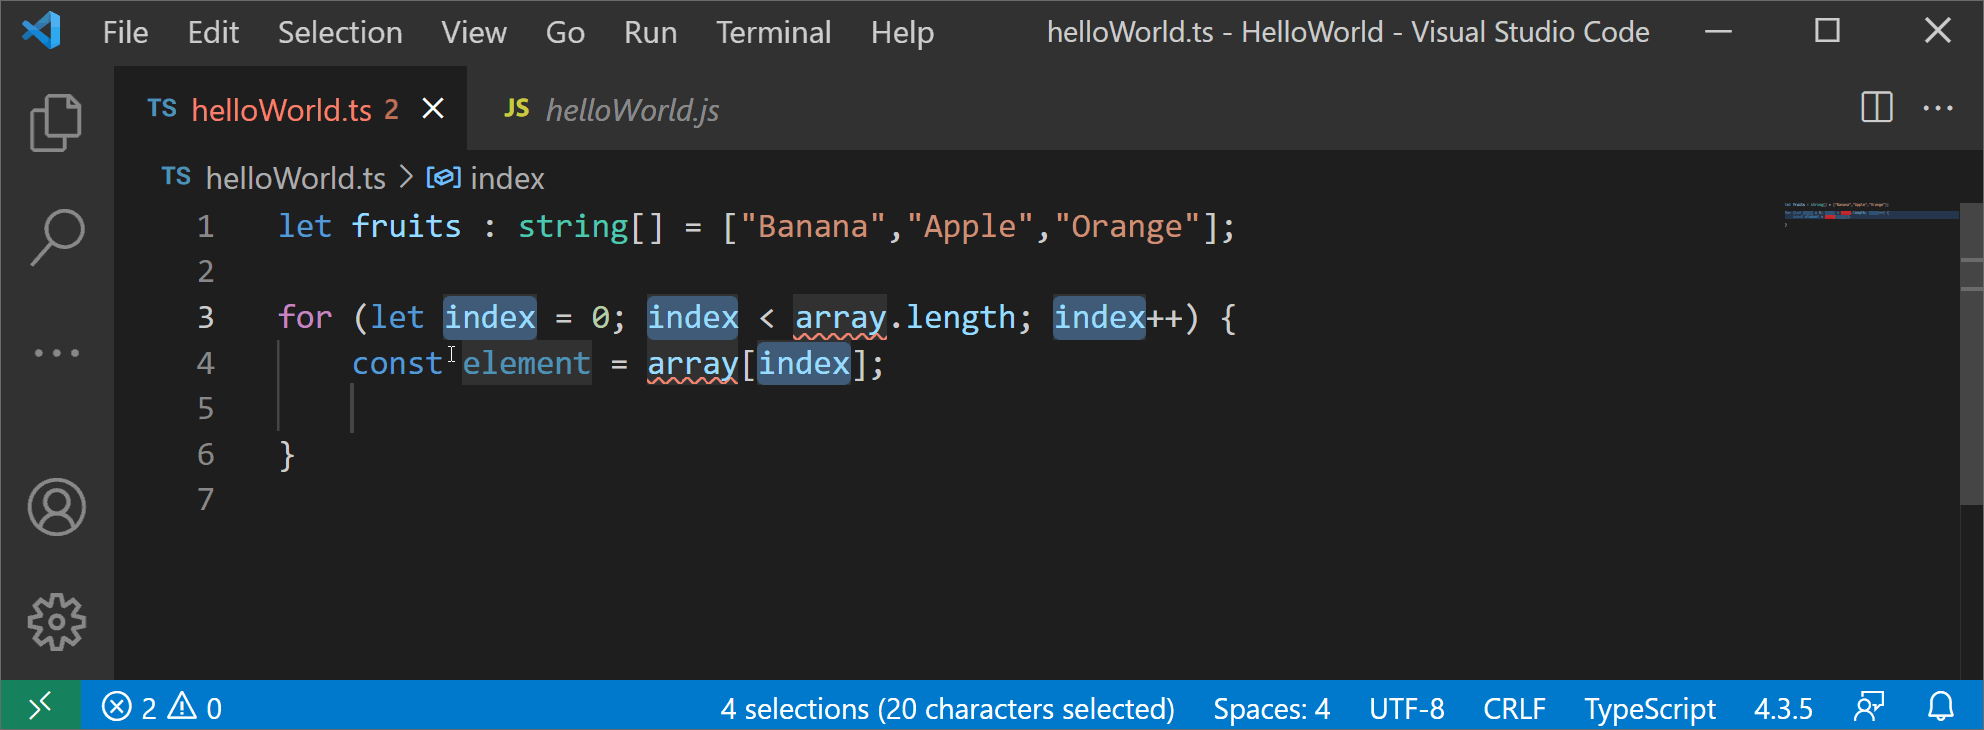 File Edit Selection View Go Run Terminal Help helloWorld.ts - HelloWorld - Visual Studio Code
TS helloWorld.ts 2 JS helloWorld.js
TS helloWorld.ts > index
1 let fruits : string[] = ["Banana","Apple","Orange"];
2
3 for (let index = 0; index < array.length; index++) {
4 const element = array[index];
5
6 }
7
2 0 4 selections (20 characters selected) Spaces: 4 UTF-8 CRLF TypeScript 4.3.5